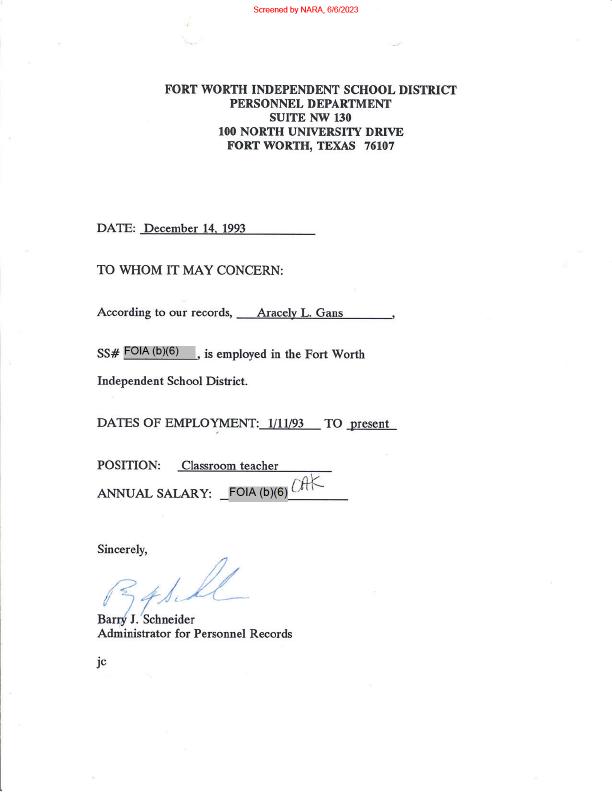 Screened by NARA, 6/6/2023
FORT WORTH INDEPENDENT SCHOOL DISTRICT
PERSONNEL DEPARTMENT
SUITE NW 130
100 NORTH UNIVERSITY DRIVE
FORT WORTH, TEXAS 76107
DATE: December 14, 1993
TO WHOM IT MAY CONCERN:
According to our records, Aracely L. Gans,
SS# FOIA (b)(6), is employed in the Fort Worth
Independent School District.
DATES OF EMPLOYMENT: 1/11/93 TO present
POSITION: Classroom teacher
ANNUAL SALARY: FOIA (b)(6)
Sincerely,
Barry J. Schneider
Administrator for Personnel Records
jc